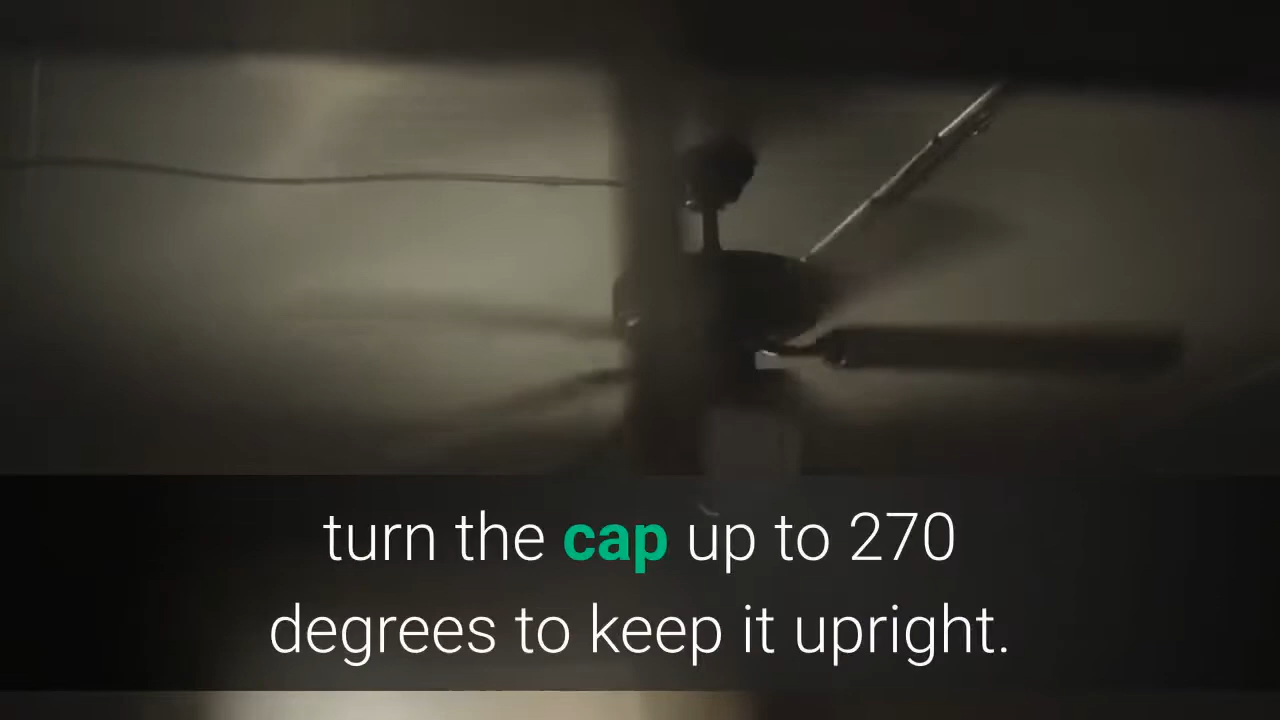 turn the cap up to 270
degrees to keep it upright.